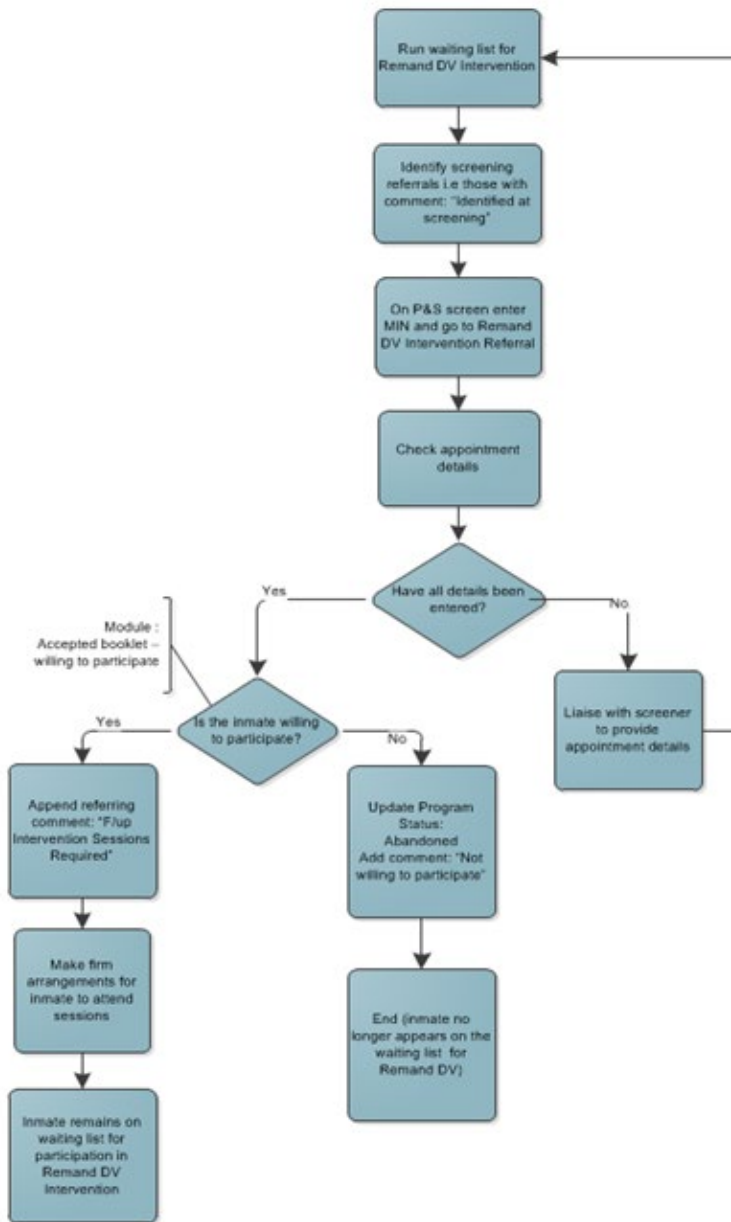 Run waiting list for
Remand DV Intervention
Identify screening
referrals i.e those with
comment: "Identified at
screening"
On P&S screen enter
MIN and go to Remand
DV Intervention Referral
Check appointment
details
Have all details been
entered?
Yes
No
Module :
Accepted booklet –
willing to participate
Is the inmate willing
to participate?
Yes
No
Liaise with screener
to provide
appointment details
Append referring
comment: "F/up
Intervention Sessions
Required"
Update Program
Status:
Abandoned
Add comment: "Not
willing to participate"
Make firm
arrangements for
inmate to attend
sessions
End (inmate no
longer appears on the
waiting list for
Remand DV)
Inmate remains on
waiting list for
participation in
Remand DV
Intervention